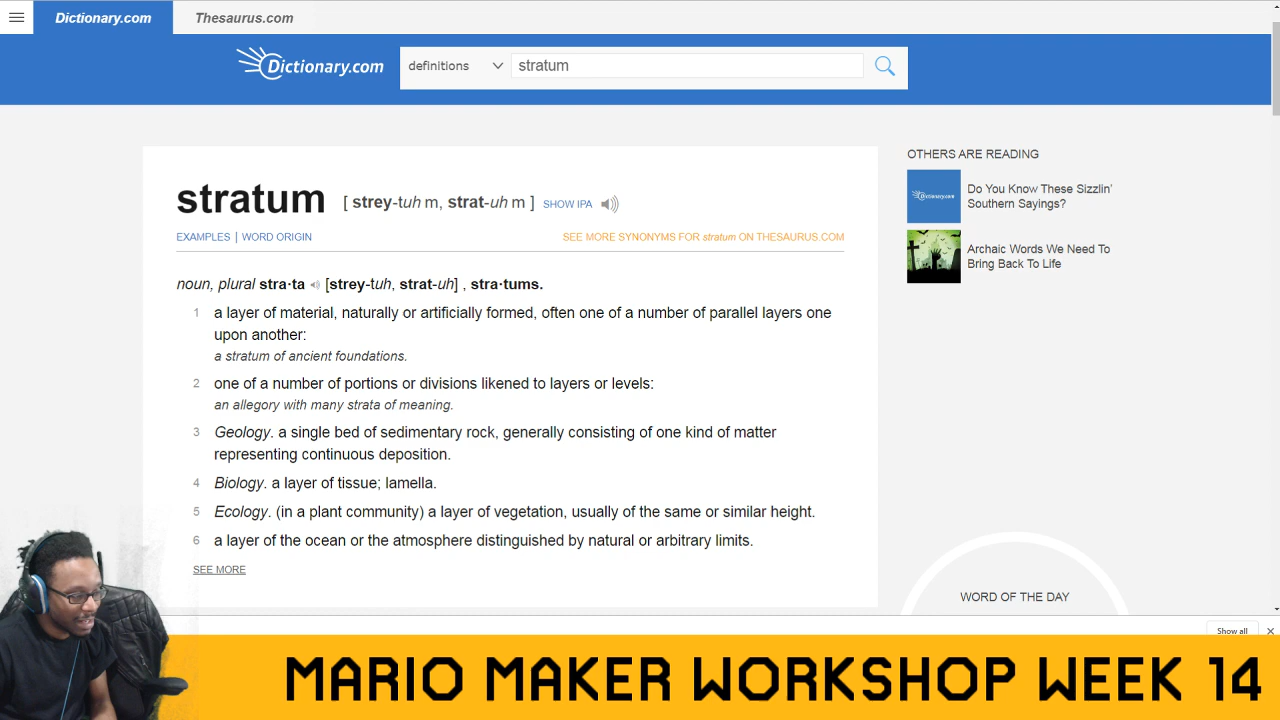 Dictionary.com
Thesaurus.com
Dictionary.com
definitions
stratum
stratum [ strey-tuh m, strat-uh m ] SHOW IPA
EXAMPLES | WORD ORIGIN
SEE MORE SYNONYMS FOR stratum ON THESAURUS.COM
noun, plural stra·ta [strey-tuh, strat-uh] , stra·tums.
1 a layer of material, naturally or artificially formed, often one of a number of parallel layers one
upon another:
a stratum of ancient foundations.
2 one of a number of portions or divisions likened to layers or levels:
an allegory with many strata of meaning.
3 Geology. a single bed of sedimentary rock, generally consisting of one kind of matter
representing continuous deposition.
4 Biology. a layer of tissue; lamella.
5 Ecology. (in a plant community) a layer of vegetation, usually of the same or similar height.
6 a layer of the ocean or the atmosphere distinguished by natural or arbitrary limits.
SEE MORE
OTHERS ARE READING
Dictionary.com
Do You Know These Sizzlin'
Southern Sayings?
Archaic Words We Need To
Bring Back To Life
WORD OF THE DAY
Show all
MARIO MAKER WORKSHOP WEEK 14